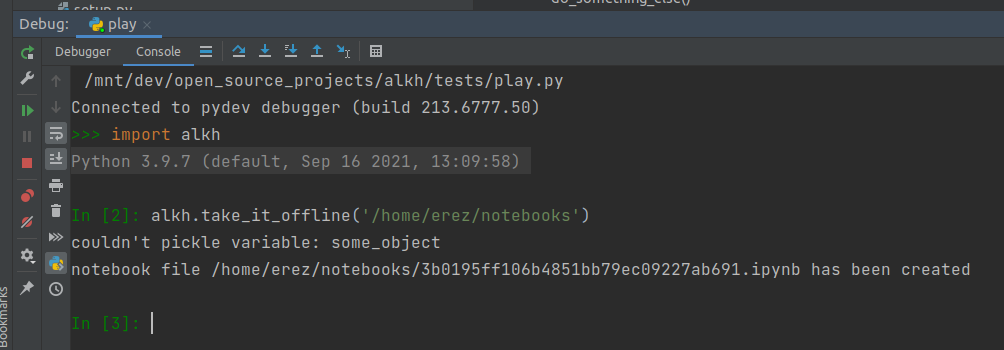 setup.py
do_something_else()
Debug: play
Debugger Console
/mnt/dev/open_source_projects/alkh/tests/play.py
Connected to pydev debugger (build 213.6777.50)
>>> import alkh
Python 3.9.7 (default, Sep 16 2021, 13:09:58)
In [2]: alkh.take_it_offline('/home/erez/notebooks')
couldn't pickle variable: some_object
notebook file /home/erez/notebooks/3b0195ff106b4851bb79ec09227ab691.ipynb has been created
In [3]:
Bookmarks